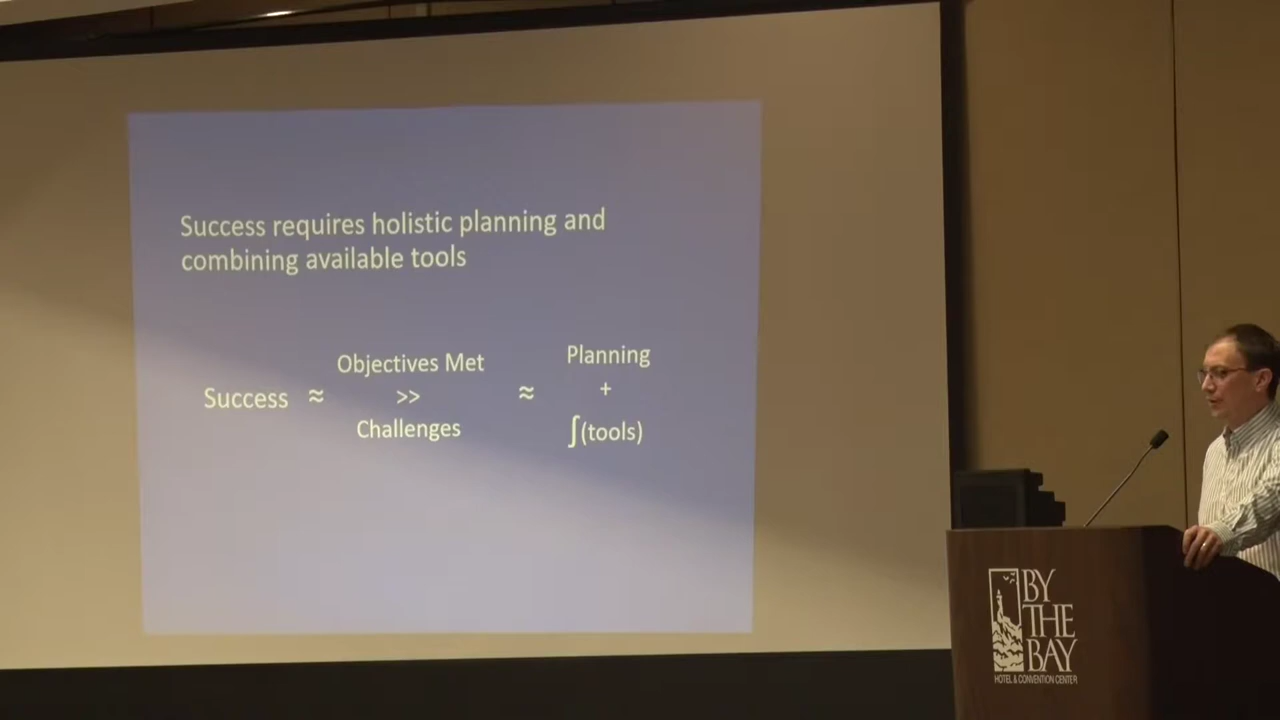 Success requires holistic planning and
combining available tools
Success ≈ Objectives Met >> Challenges ≈ Planning + ∫(tools)
BY
THE
BAY
HOTEL & CONVENTION CENTER